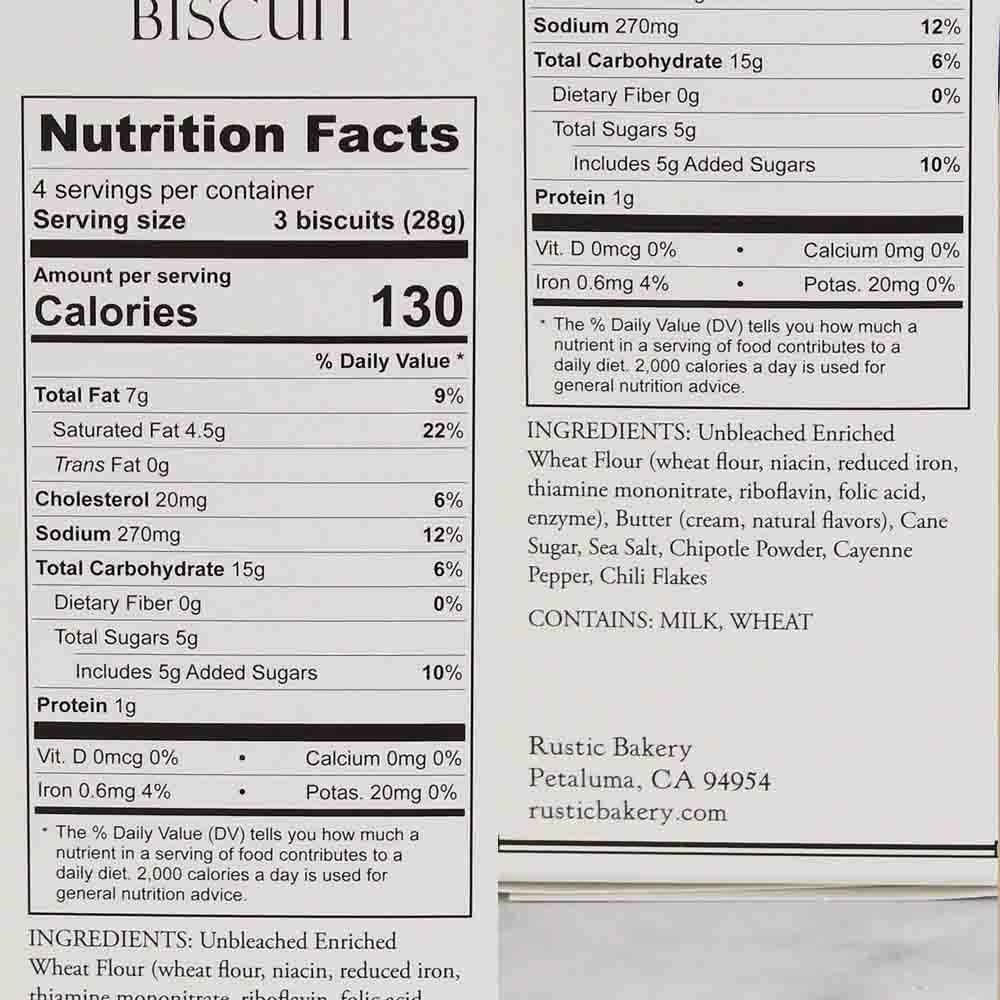 BISCUIT
Nutrition Facts
4 servings per container
Serving size 3 biscuits (28g)
Amount per serving
Calories 130
% Daily Value *
Total Fat 7g 9%
Saturated Fat 4.5g 22%
Trans Fat 0g
Cholesterol 20mg 6%
Sodium 270mg 12%
Total Carbohydrate 15g 6%
Dietary Fiber 0g 0%
Total Sugars 5g
Includes 5g Added Sugars 10%
Protein 1g
Vit. D 0mcg 0% • Calcium 0mg 0%
Iron 0.6mg 4% • Potas. 20mg 0%
* The % Daily Value (DV) tells you how much a
nutrient in a serving of food contributes to a
daily diet. 2,000 calories a day is used for
general nutrition advice.
INGREDIENTS: Unbleached Enriched
Wheat Flour (wheat flour, niacin, reduced iron,
thiamine mononitrate, riboflavin, folic acid,
Sodium 270mg 12%
Total Carbohydrate 15g 6%
Dietary Fiber 0g 0%
Total Sugars 5g
Includes 5g Added Sugars 10%
Protein 1g
Vit. D 0mcg 0% • Calcium 0mg 0%
Iron 0.6mg 4% • Potas. 20mg 0%
* The % Daily Value (DV) tells you how much a
nutrient in a serving of food contributes to a
daily diet. 2,000 calories a day is used for
general nutrition advice.
INGREDIENTS: Unbleached Enriched
Wheat Flour (wheat flour, niacin, reduced iron,
thiamine mononitrate, riboflavin, folic acid,
enzyme), Butter (cream, natural flavors), Cane
Sugar, Sea Salt, Chipotle Powder, Cayenne
Pepper, Chili Flakes
CONTAINS: MILK, WHEAT
Rustic Bakery
Petaluma, CA 94954
rusticbakery.com